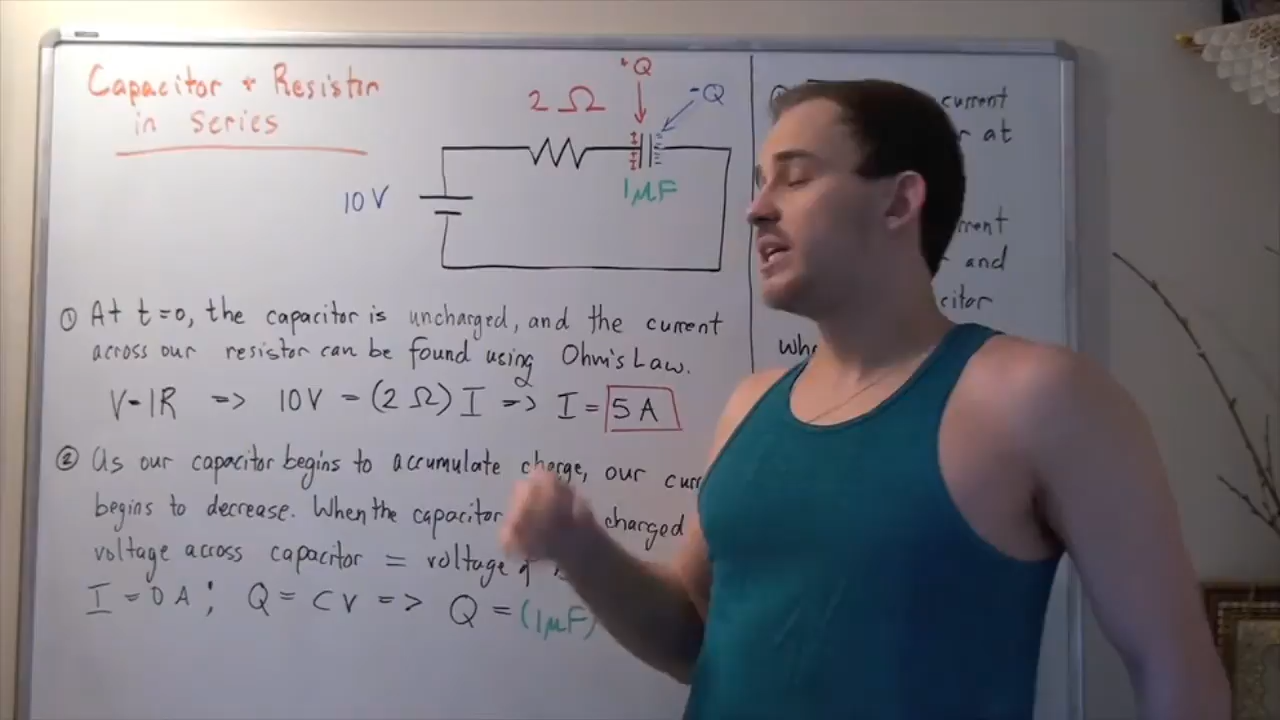 Capacitor + Resistor
in Series
2 Ω
+Q
-Q
10 V
1μF
① At t=0, the capacitor is uncharged, and the current
across our resistor can be found using Ohm's Law.
V=IR => 10V = (2 Ω) I => I = 5 A
② As our capacitor begins to accumulate charge, our
begins to decrease. When the capacitor charged
voltage across capacitor = voltage
I = 0 A; Q = CV => Q = (1μF)
current
at
and